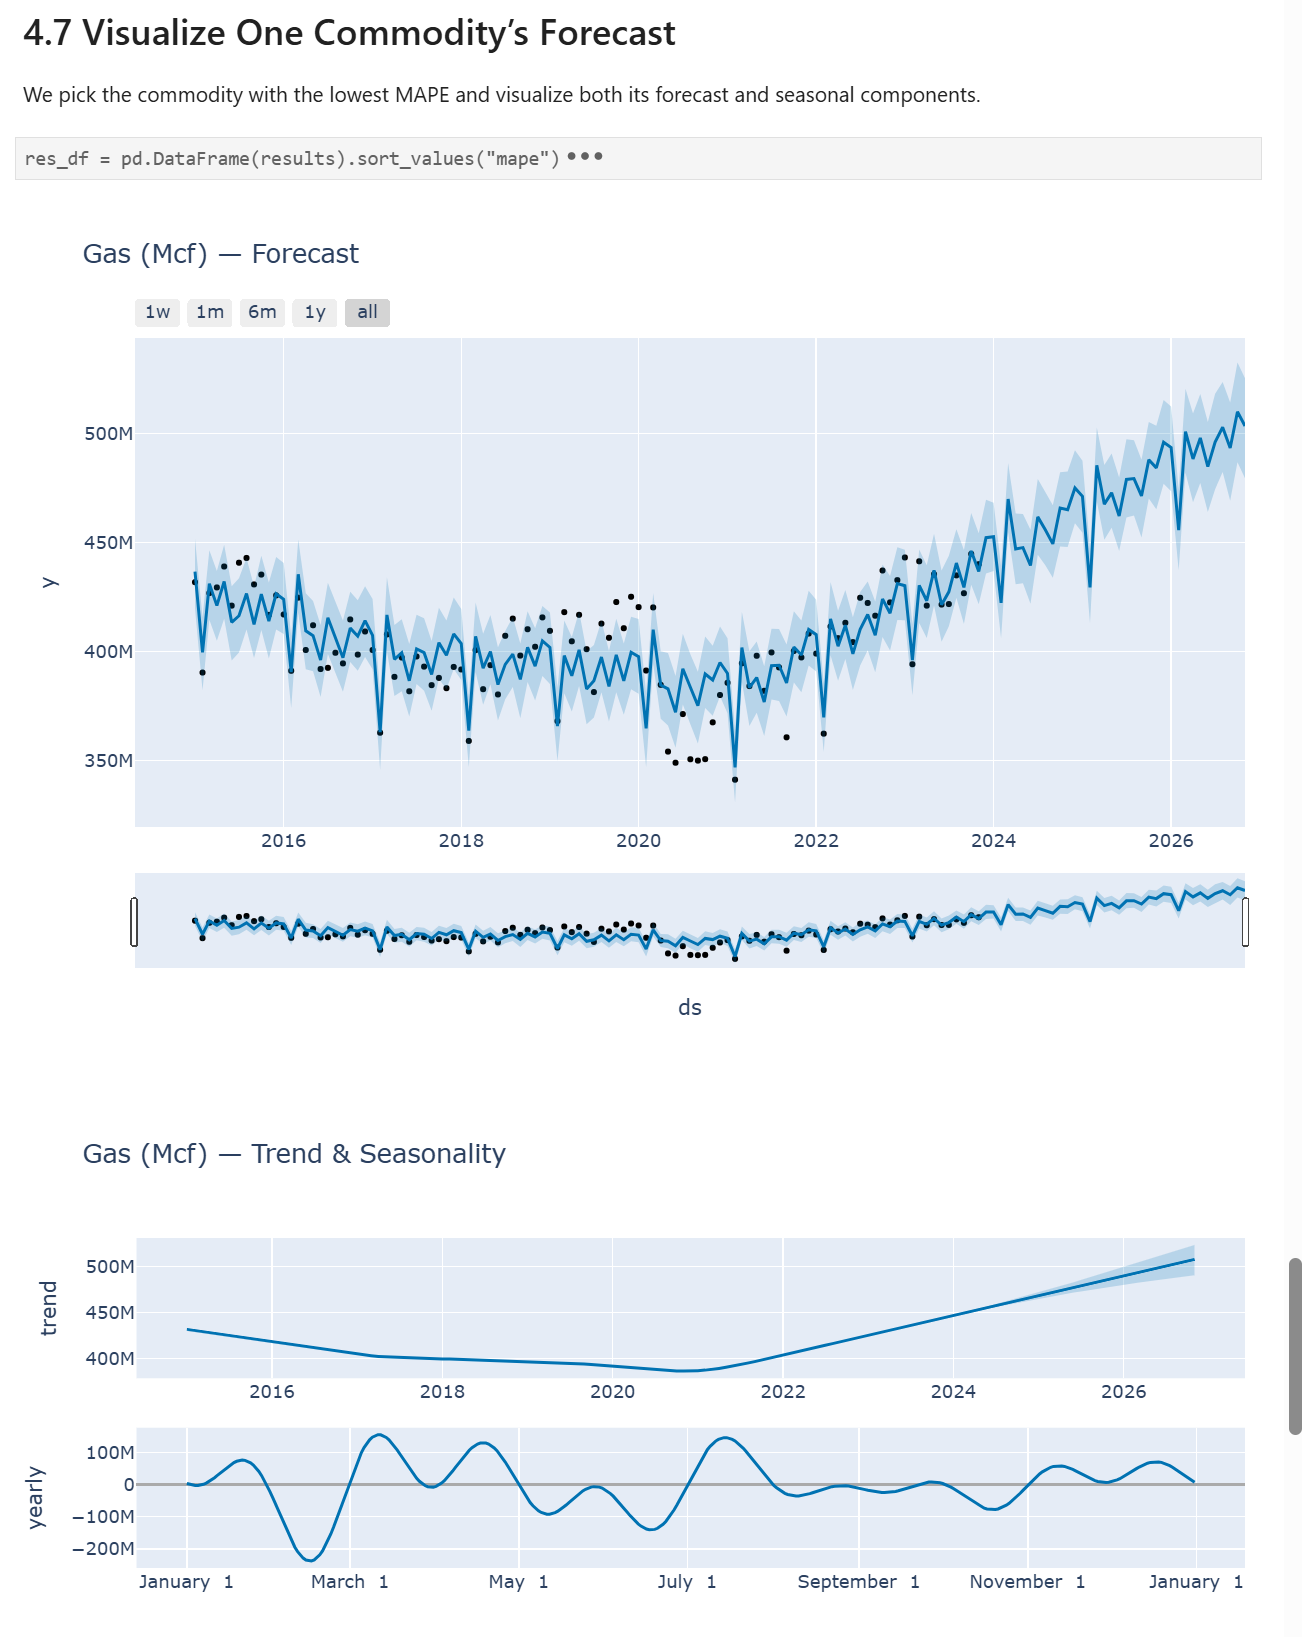 4.7 Visualize One Commodity’s Forecast
We pick the commodity with the lowest MAPE and visualize both its forecast and seasonal components.
res_df = pd.DataFrame(results).sort_values("mape") •••
Gas (Mcf) — Forecast
1w 1m 6m 1y all
500M
450M
400M
350M
y
2016 2018 2020 2022 2024 2026
ds
Gas (Mcf) — Trend & Seasonality
500M
450M
400M
trend
2016 2018 2020 2022 2024 2026
100M
0
−100M
−200M
yearly
January 1 March 1 May 1 July 1 September 1 November 1 January 1